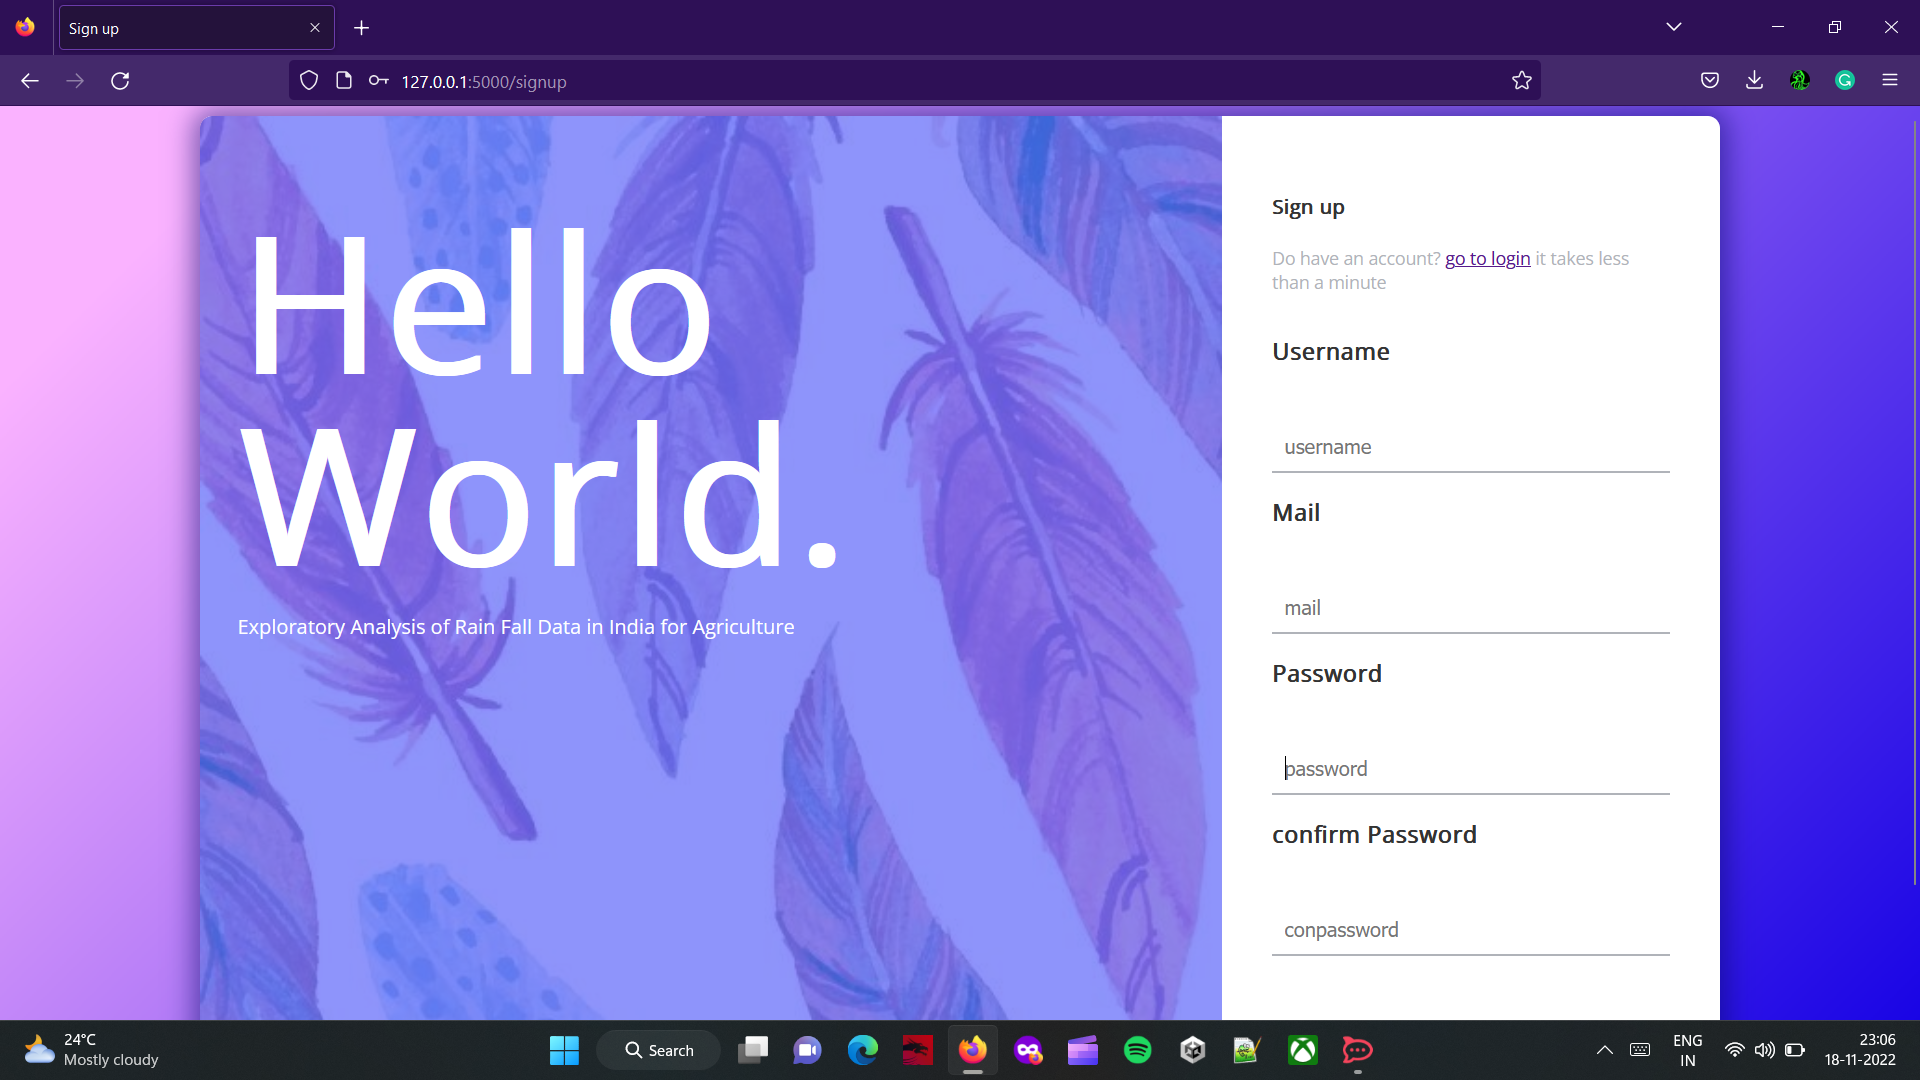 Sign up
127.0.0.1:5000/signup
Hello
World.
Exploratory Analysis of Rain Fall Data in India for Agriculture
Sign up
Do have an account? go to login it takes less
than a minute
Username
username
Mail
mail
Password
password
confirm Password
conpassword
24°C
Mostly cloudy
Search
ENG
IN
23:06
18-11-2022